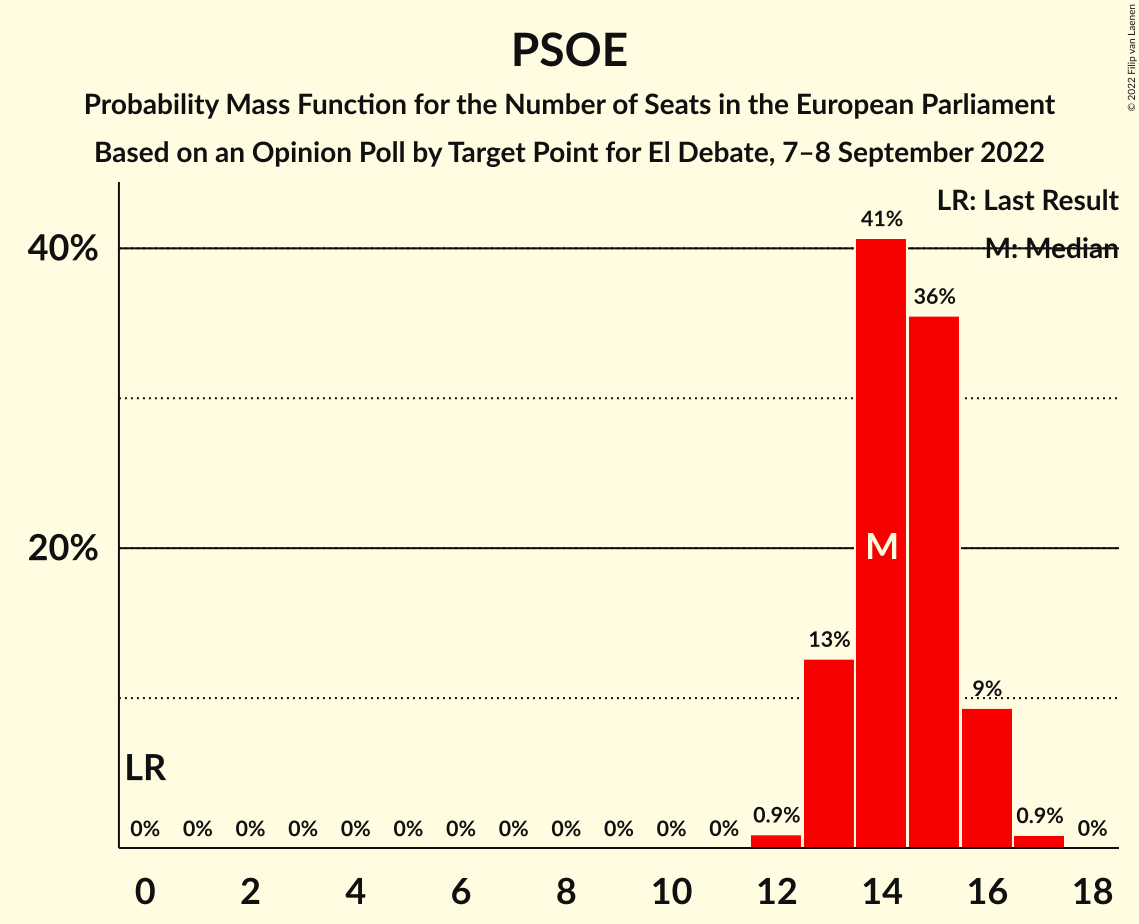 PSOE
Probability Mass Function for the Number of Seats in the European Parliament
Based on an Opinion Poll by Target Point for El Debate, 7–8 September 2022
© 2022 Filip van Laenen
LR: Last Result
M: Median
40%
20%
41%
36%
M
13%
9%
LR
0% 0% 0% 0% 0% 0% 0% 0% 0% 0% 0% 0% 0.9% 0.9% 0%
0 2 4 6 8 10 12 14 16 18